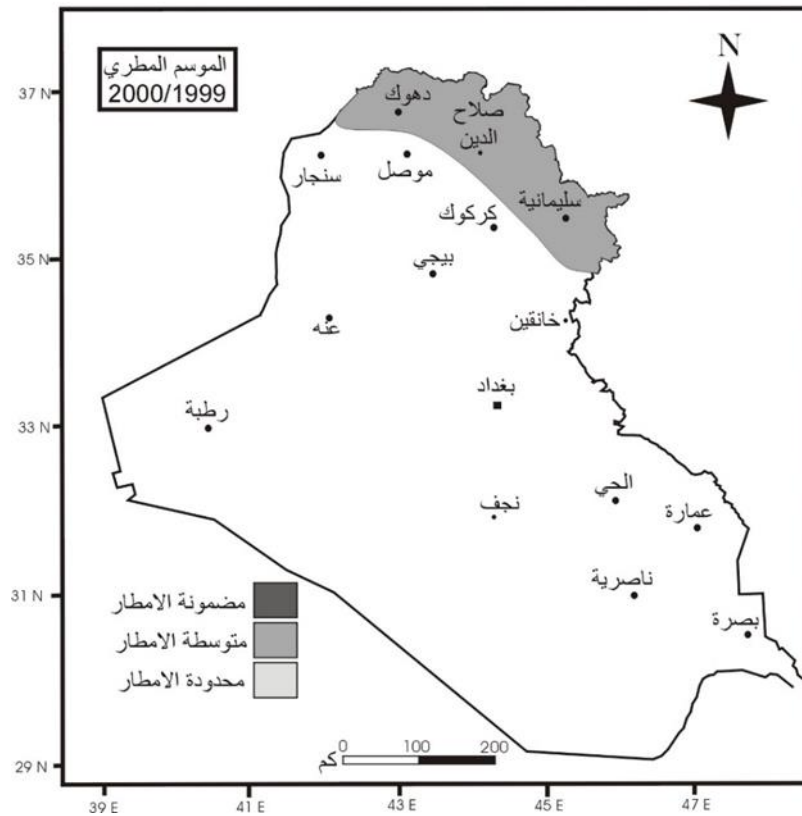 الموسم المطري
2000/1999
N
37 N
35 N
33 N
31 N
29 N
دهوك
صلاح
الدين
سنجار
موصل
سليمانية
كركوك
بيجي
عنه
خانقين
بغداد
رطبة
الحي
نجف
عمارة
ناصرية
بصرة
مضمونة الامطار
متوسطة الامطار
محدودة الامطار
كم
0 100 200
39 E 41 E 43 E 45 E 47 E